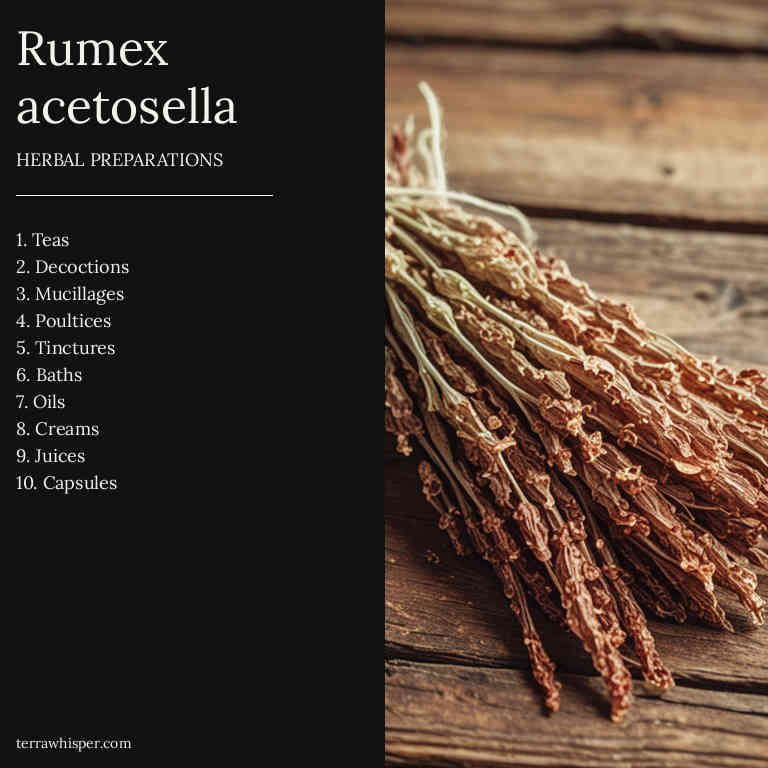 Rumex
acetosella
HERBAL PREPARATIONS
1. Teas
2. Decoctions
3. Mucillages
4. Poultices
5. Tinctures
6. Baths
7. Oils
8. Creams
9. Juices
10. Capsules
terrawhisper.com